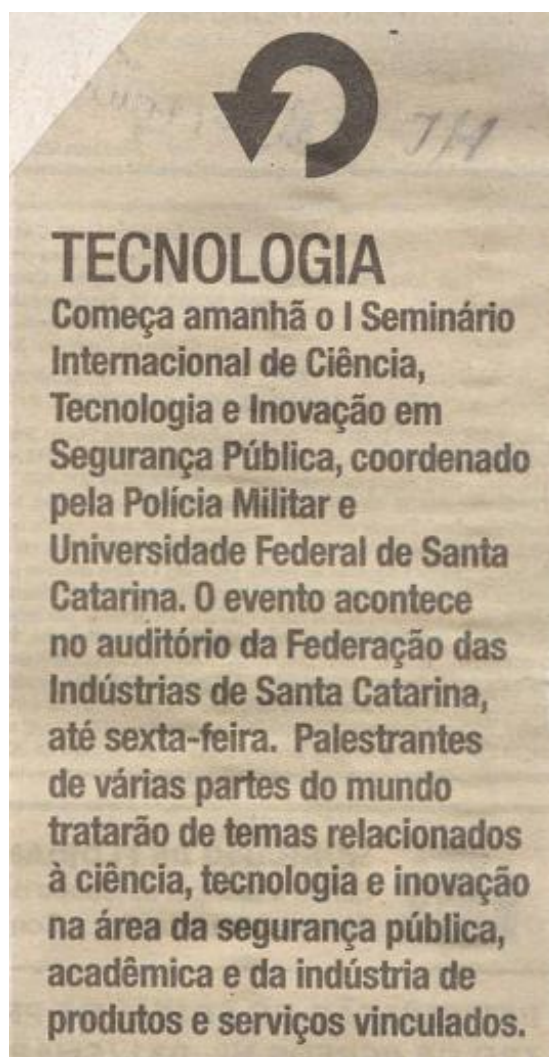 TECNOLOGIA
Começa amanhã o I Seminário
Internacional de Ciência,
Tecnologia e Inovação em
Segurança Pública, coordenado
pela Polícia Militar e
Universidade Federal de Santa
Catarina. O evento acontece
no auditório da Federação das
Indústrias de Santa Catarina,
até sexta-feira. Palestrantes
de várias partes do mundo
tratarão de temas relacionados
à ciência, tecnologia e inovação
na área da segurança pública,
acadêmica e da indústria de
produtos e serviços vinculados.